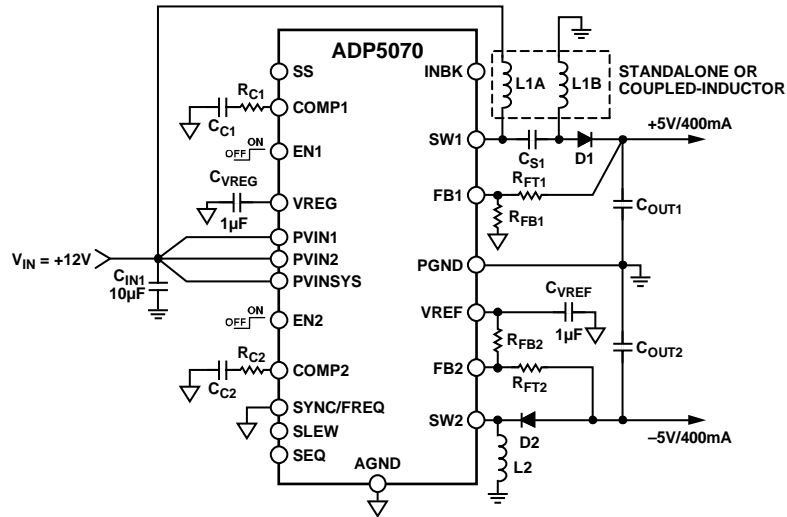 ADP5070
SS
INBK
L1A
L1B
STANDALONE OR
COUPLED-INDUCTOR
RC1
COMP1
CC1
SW1
+5V/400mA
CS1
D1
ON
OFF
EN1
RFT1
CVREG
FB1
VREG
1µF
RFB1
COUT1
PVIN1
VIN = +12V
PVIN2
PGND
CIN1
10µF
PVINSYS
CVREF
ON
OFF
EN2
VREF
1µF
RFB2
COUT2
RC2
COMP2
FB2
CC2
RFT2
SYNC/FREQ
SW2
–5V/400mA
D2
SLEW
L2
SEQ
AGND